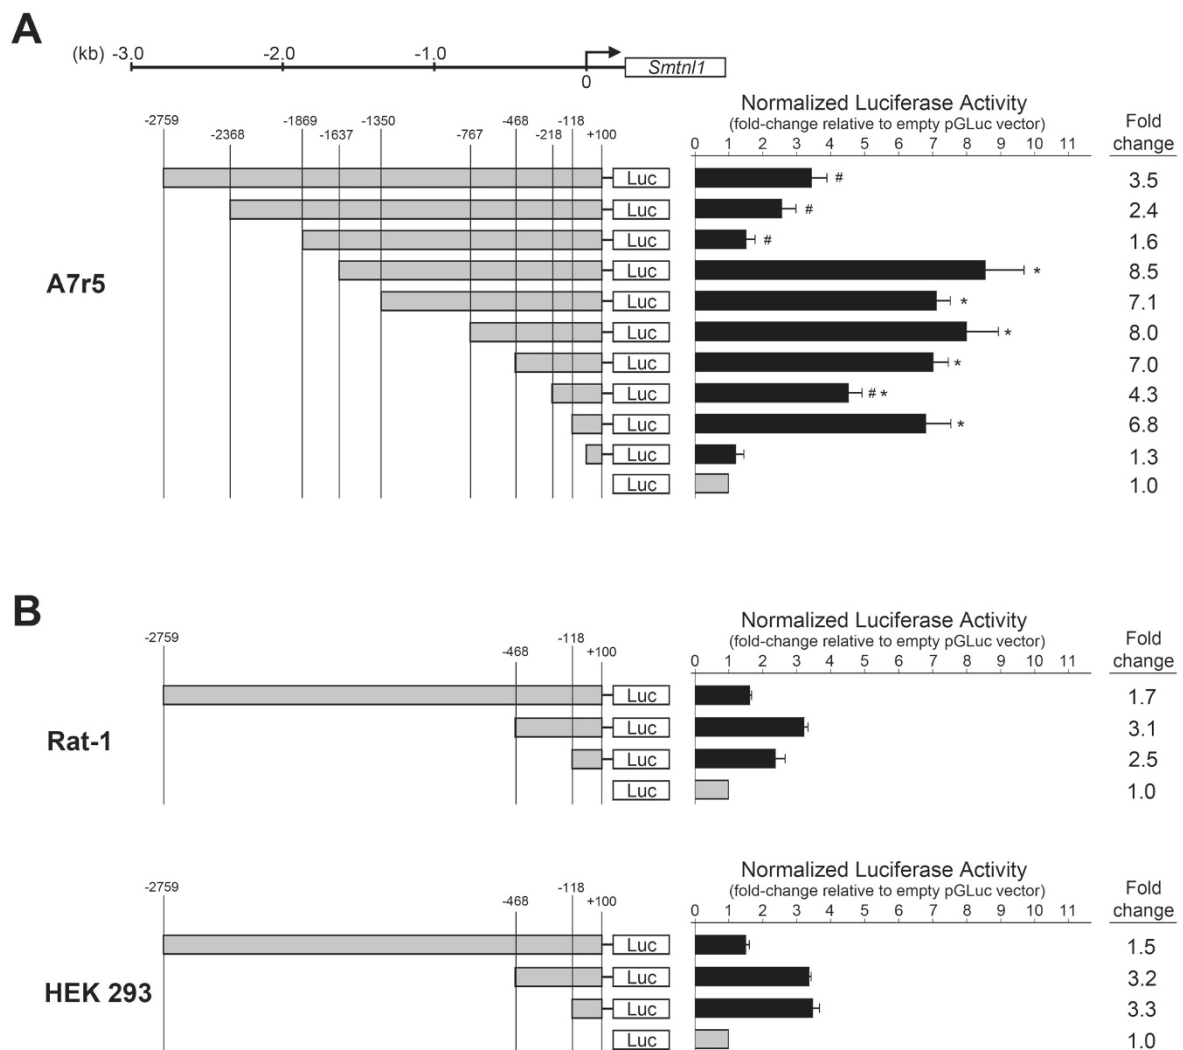 A
(kb) -3.0 -2.0 -1.0
0
Smtnl1
Normalized Luciferase Activity
(fold-change relative to empty pGLuc vector)
Fold
change
-2759 -1869 -1350 -468 -118
-2368 -1637 -767 -218 +100
0 1 2 3 4 5 6 7 8 9 10 11
A7r5
Luc # 3.5
Luc # 2.4
Luc # 1.6
Luc * 8.5
Luc * 7.1
Luc * 8.0
Luc * 7.0
Luc # * 4.3
Luc * 6.8
Luc 1.3
Luc 1.0
B
Normalized Luciferase Activity
(fold-change relative to empty pGLuc vector)
Fold
change
-2759 -118
-468 +100
0 1 2 3 4 5 6 7 8 9 10 11
Rat-1
Luc 1.7
Luc 3.1
Luc 2.5
Luc 1.0
Normalized Luciferase Activity
(fold-change relative to empty pGLuc vector)
Fold
change
-2759 -118
-468 +100
0 1 2 3 4 5 6 7 8 9 10 11
HEK 293
Luc 1.5
Luc 3.2
Luc 3.3
Luc 1.0